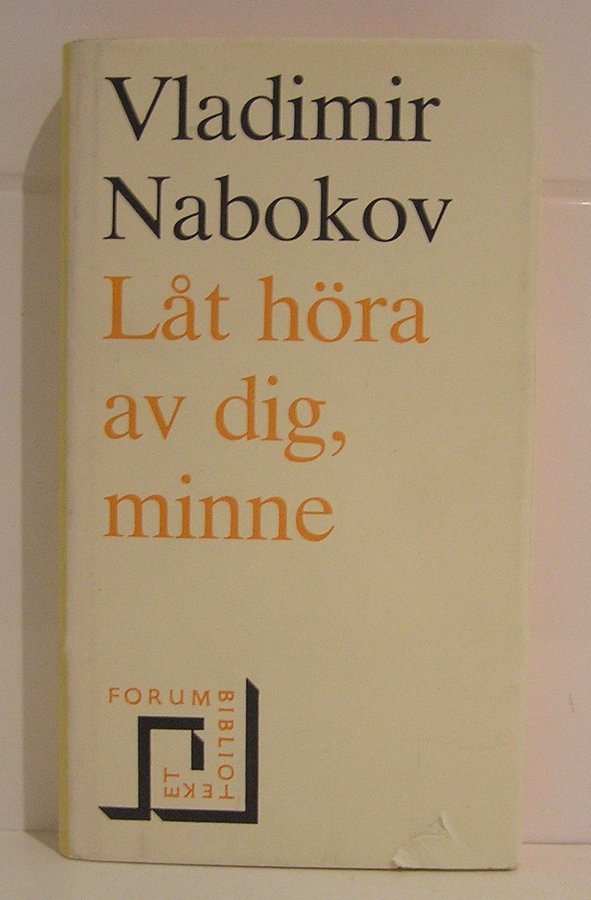 Vladimir
Nabokov
Låt höra
av dig,
minne
FORUM
BIBLIOTEKET